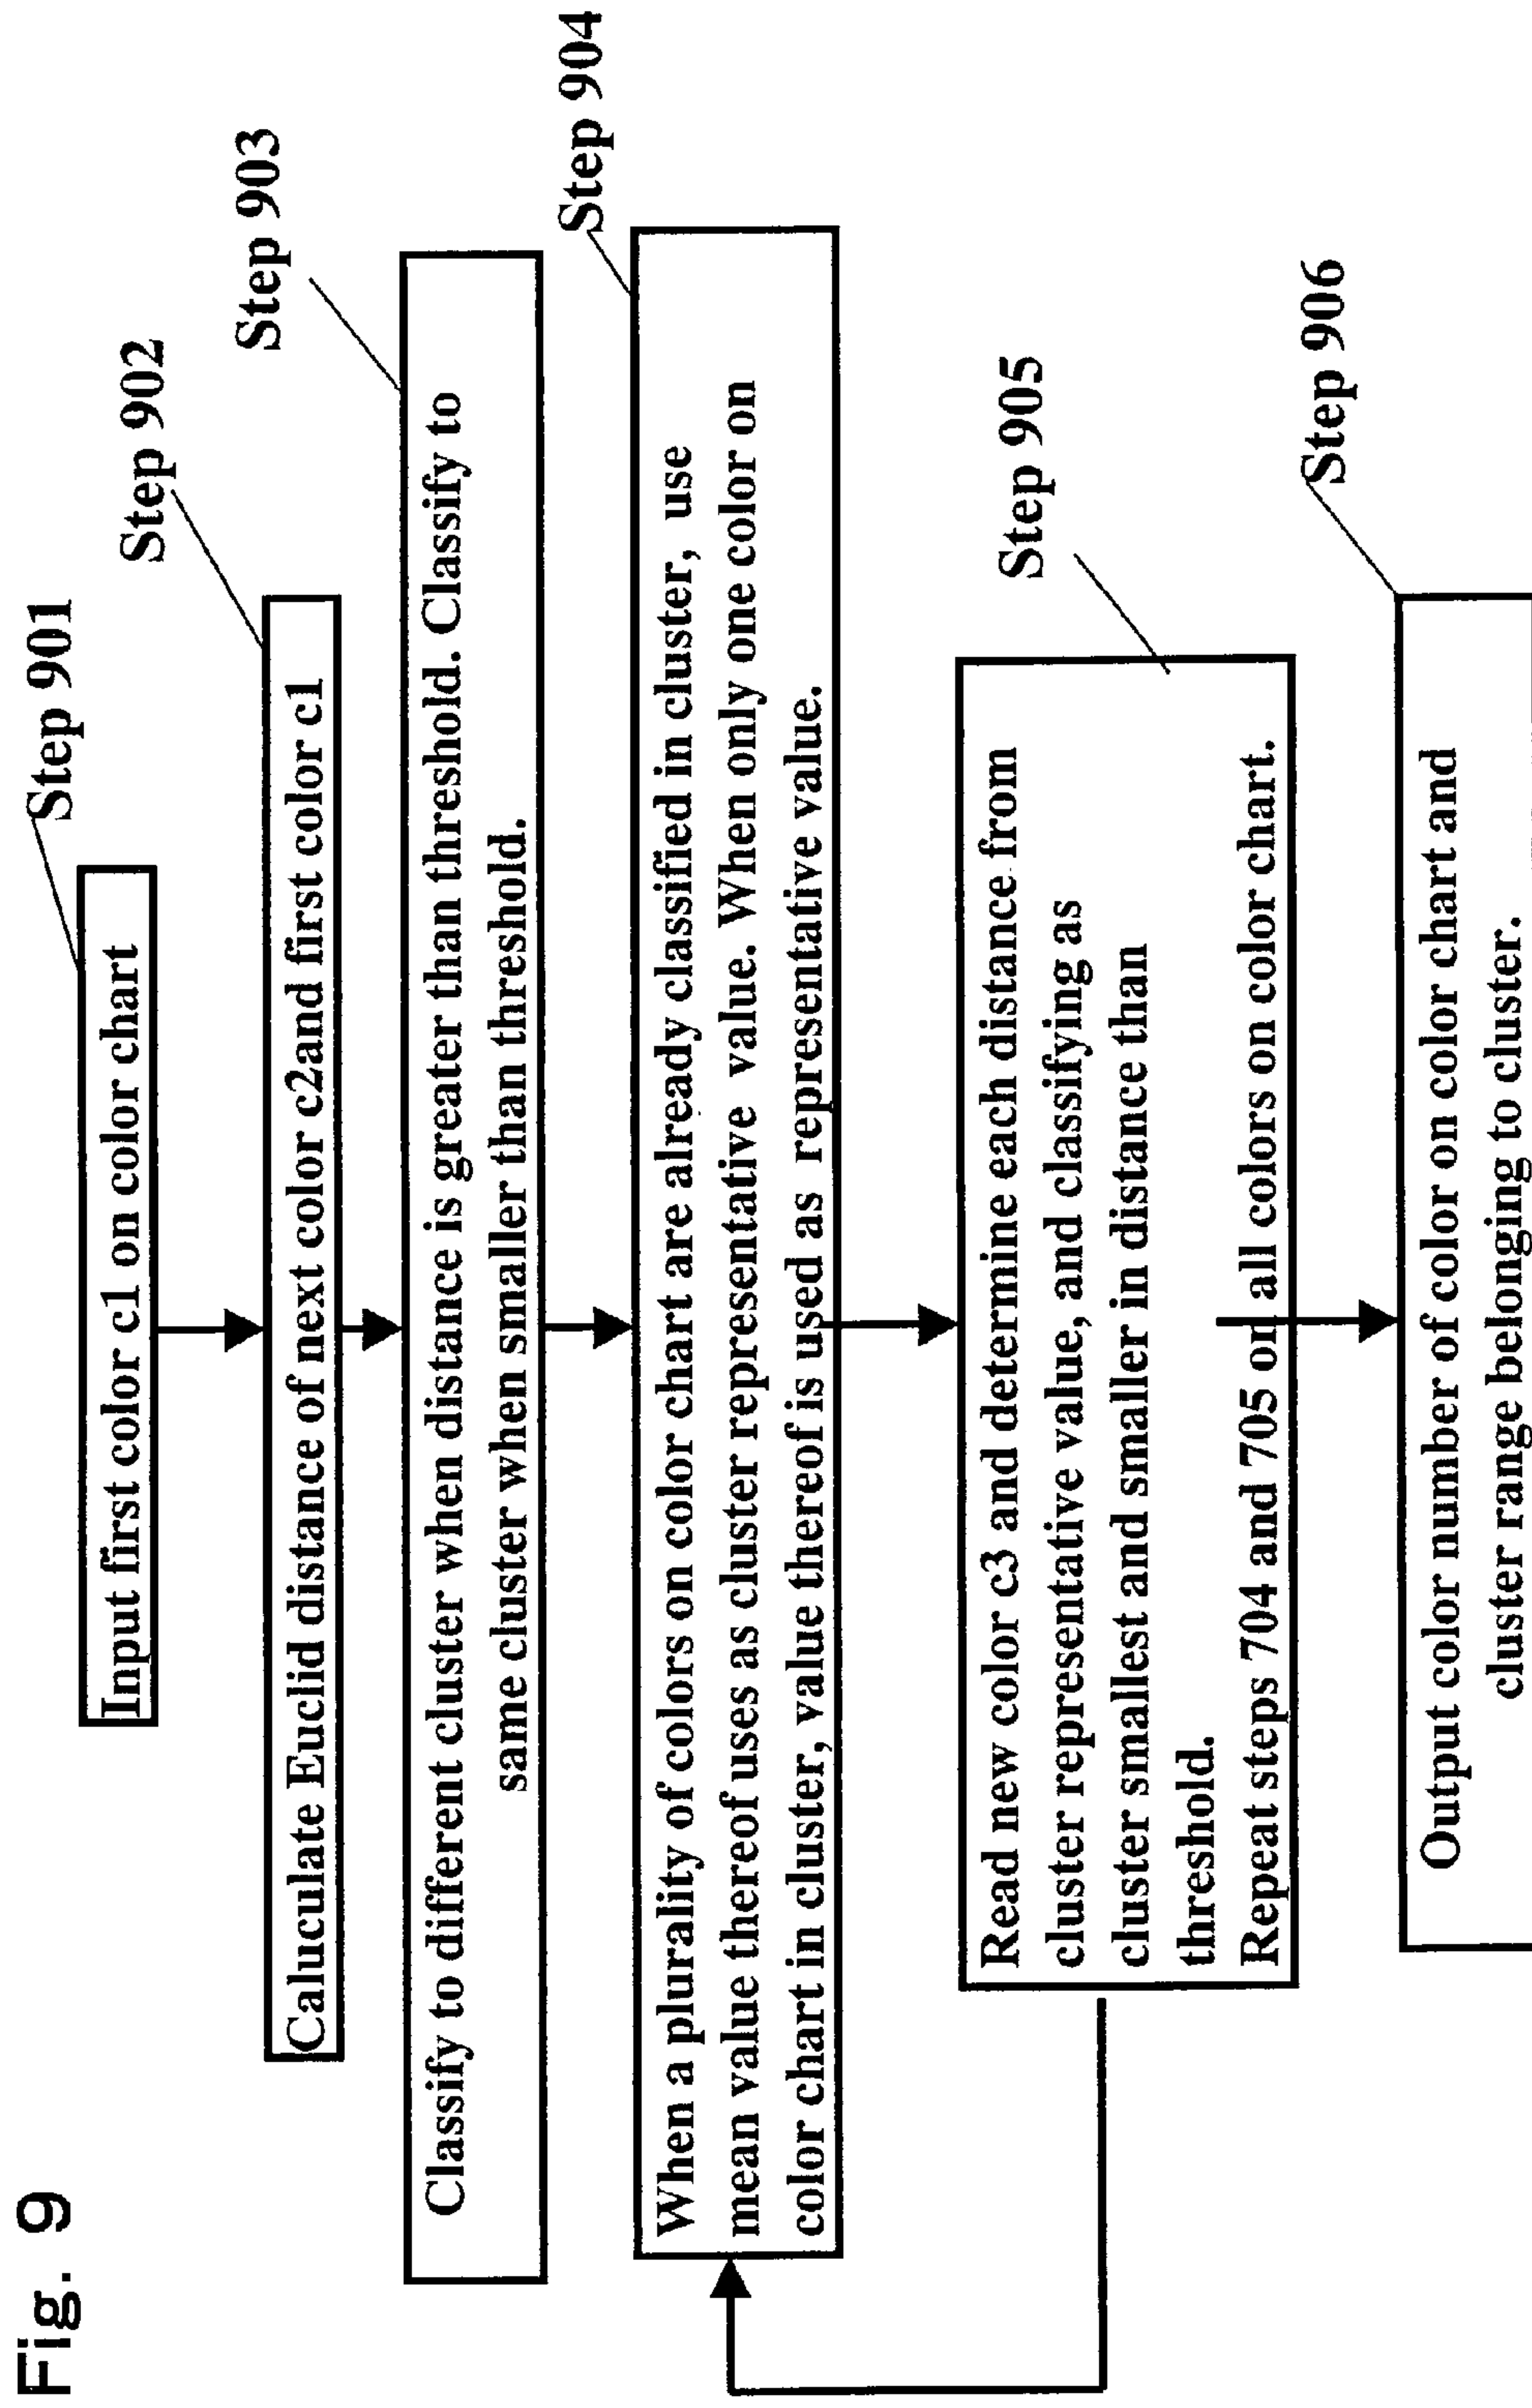 Fig. 9
Step 901
Input first color c1 on color chart
Step 902
Caluculate Euclid distance of next color c2and first color c1
Step 903
Classify to different cluster when distance is greater than threshold. Classify to
same cluster when smaller than threshold.
Step 904
When a plurality of colors on color chart are already classified in cluster, use
mean value thereof uses as cluster representative value. When only one color on
color chart in cluster, value thereof is used as representative value.
Step 905
Read new color c3 and determine each distance from
cluster representative value, and classifying as
cluster smallest and smaller in distance than
threshold.
Repeat steps 704 and 705 on all colors on color chart.
Step 906
Output color number of color on color chart and
cluster range belonging to cluster.